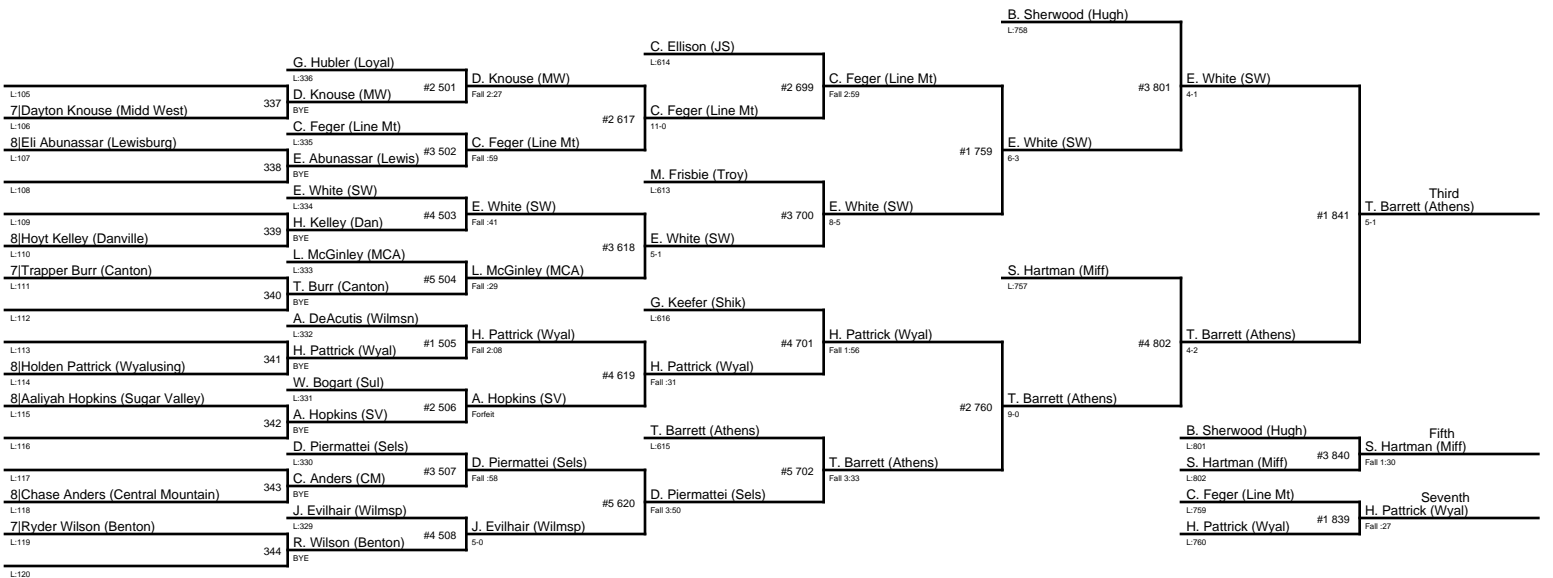 L:105
7|Dayton Knouse (Midd West)
L:106
8|Eli Abunassar (Lewisburg)
L:107
L:108
L:109
8|Hoyt Kelley (Danville)
L:110
7|Trapper Burr (Canton)
L:111
L:112
L:113
8|Holden Pattrick (Wyalusing)
L:114
8|Aaliyah Hopkins (Sugar Valley)
L:115
L:116
L:117
8|Chase Anders (Central Mountain)
L:118
7|Ryder Wilson (Benton)
L:119
L:120
337
338
339
340
341
342
343
344
G. Hubler (Loyal)
L:336
D. Knouse (MW)
BYE
C. Feger (Line Mt)
L:335
E. Abunassar (Lewis)
BYE
E. White (SW)
L:334
H. Kelley (Dan)
BYE
L. McGinley (MCA)
L:333
T. Burr (Canton)
BYE
A. DeAcutis (Wilmsn)
L:332
H. Pattrick (Wyal)
BYE
W. Bogart (Sul)
L:331
A. Hopkins (SV)
BYE
D. Piermattei (Sels)
L:330
C. Anders (CM)
BYE
J. Evilhair (Wilmsp)
L:329
R. Wilson (Benton)
BYE
#2 501
#3 502
#4 503
#5 504
#1 505
#2 506
#3 507
#4 508
D. Knouse (MW)
Fall 2:27
C. Feger (Line Mt)
Fall :59
E. White (SW)
Fall :41
L. McGinley (MCA)
Fall :29
H. Pattrick (Wyal)
Fall 2:08
A. Hopkins (SV)
Forfeit
D. Piermattei (Sels)
Fall :58
J. Evilhair (Wilmsp)
5-0
#2 617
#3 618
#4 619
#5 620
C. Ellison (JS)
L:614
C. Feger (Line Mt)
11-0
M. Frisbie (Troy)
L:613
E. White (SW)
5-1
G. Keefer (Shik)
L:616
H. Pattrick (Wyal)
Fall :31
T. Barrett (Athens)
L:615
D. Piermattei (Sels)
Fall 3:50
#2 699
#3 700
#4 701
#5 702
C. Feger (Line Mt)
Fall 2:59
E. White (SW)
8-5
H. Pattrick (Wyal)
Fall 1:56
T. Barrett (Athens)
Fall 3:33
#1 759
#2 760
B. Sherwood (Hugh)
L:758
E. White (SW)
6-3
S. Hartman (Miff)
L:757
T. Barrett (Athens)
9-0
#3 801
#4 802
E. White (SW)
4-1
T. Barrett (Athens)
4-2
#1 841
Third
T. Barrett (Athens)
5-1
B. Sherwood (Hugh)
L:801
S. Hartman (Miff)
L:802
#3 840
Fifth
S. Hartman (Miff)
Fall 1:30
C. Feger (Line Mt)
L:759
H. Pattrick (Wyal)
L:760
#1 839
Seventh
H. Pattrick (Wyal)
Fall :27